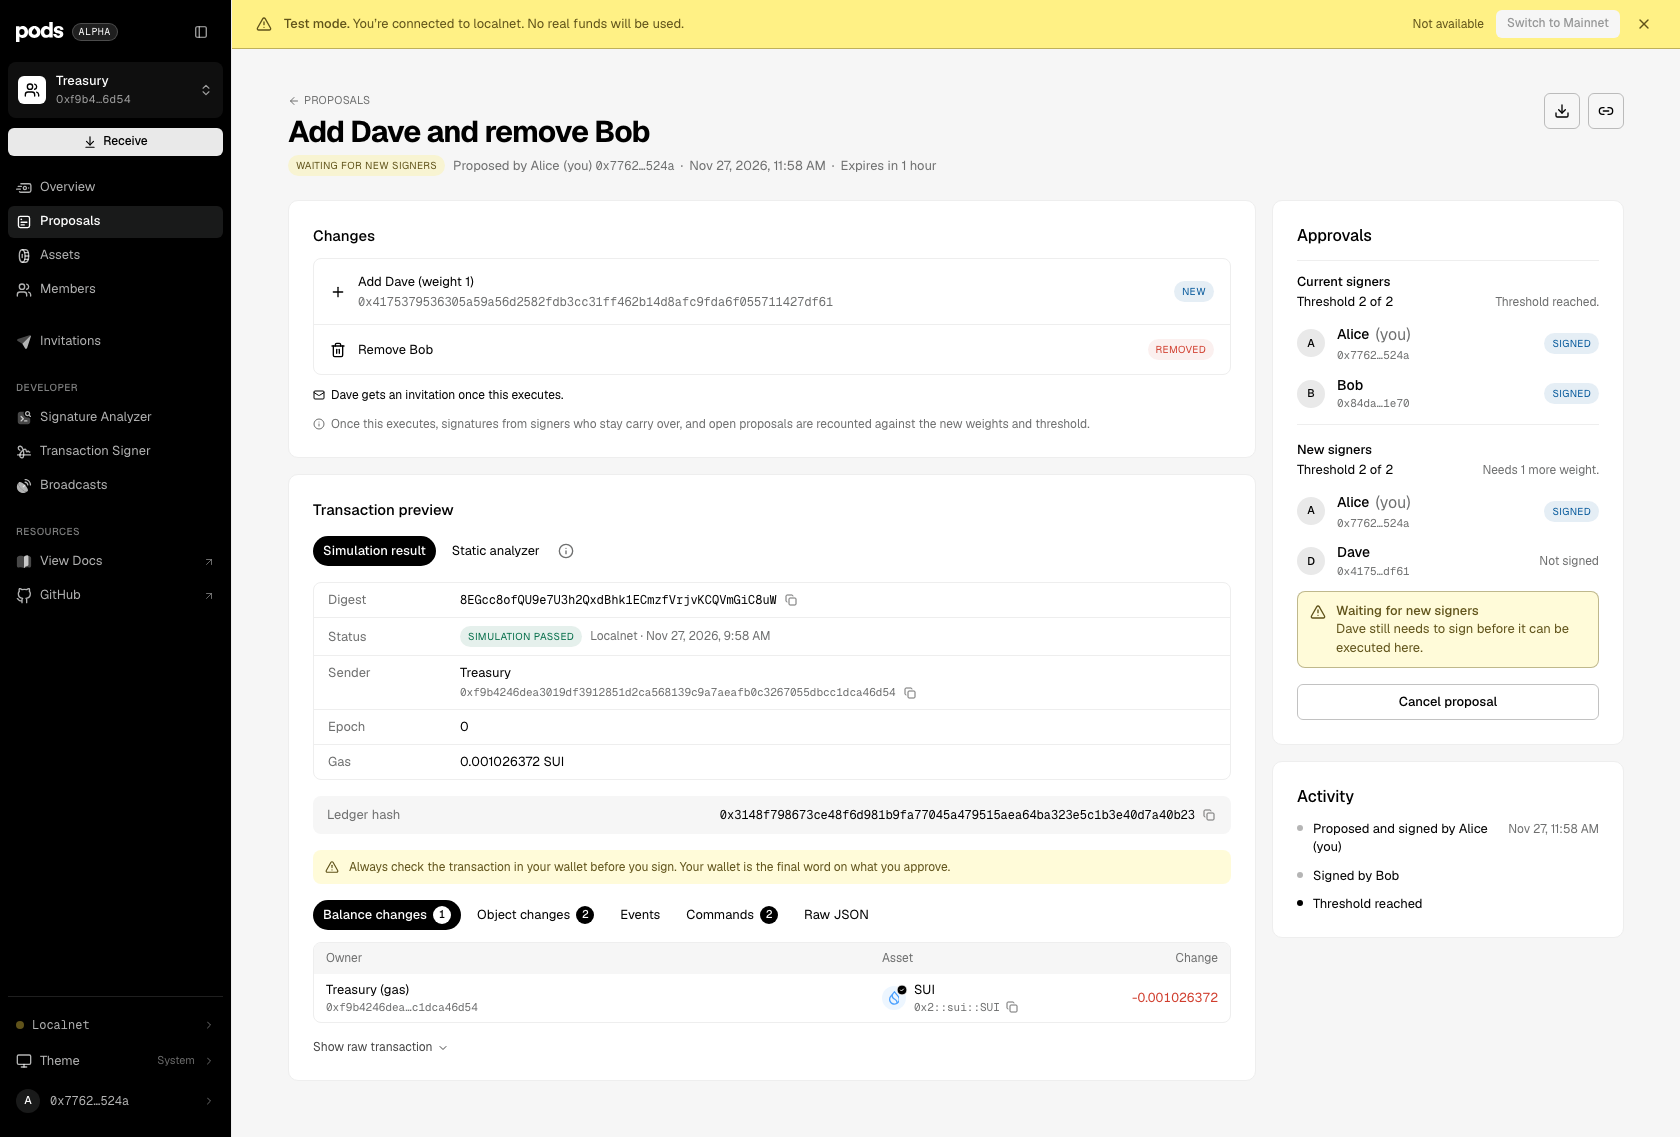 pods ALPHA
Treasury
0xf9b4…6d54
Receive
Overview
Proposals
Assets
Members
Invitations
DEVELOPER
Signature Analyzer
Transaction Signer
Broadcasts
RESOURCES
View Docs
GitHub
Localnet
Theme System
A 0x7762…524a
Test mode. You're connected to localnet. No real funds will be used.
Not available Switch to Mainnet
PROPOSALS
Add Dave and remove Bob
WAITING FOR NEW SIGNERS Proposed by Alice (you) 0x7762…524a · Nov 27, 2026, 11:58 AM · Expires in 1 hour
Changes
Add Dave (weight 1)
0x4175379536305a59a56d2582fdb3cc31ff462b14d8afc9fda6f055711427df61
NEW
Remove Bob REMOVED
Dave gets an invitation once this executes.
Once this executes, signatures from signers who stay carry over, and open proposals are recounted against the new weights and threshold.
Transaction preview
Simulation result Static analyzer
Digest 8EGcc8ofQU9e7U3h2QxdBhk1ECmzfVrjvKCQVmGiC8uW
Status SIMULATION PASSED Localnet · Nov 27, 2026, 9:58 AM
Sender Treasury
0xf9b4246dea3019df3912851d2ca568139c9a7aeafb0c3267055dbcc1dca46d54
Epoch 0
Gas 0.001026372 SUI
Ledger hash 0x3148f798673ce48f6d981b9fa77045a479515aea64ba323e5c1b3e40d7a40b23
Always check the transaction in your wallet before you sign. Your wallet is the final word on what you approve.
Balance changes 1 Object changes 2 Events Commands 2 Raw JSON
Owner Asset Change
Treasury (gas) SUI -0.001026372
0xf9b4246dea…c1dca46d54 0x2::sui::SUI
Show raw transaction
Approvals
Current signers
Threshold 2 of 2 Threshold reached.
A Alice (you) SIGNED
0x7762…524a
B Bob SIGNED
0x84da…1e70
New signers
Threshold 2 of 2 Needs 1 more weight.
A Alice (you) SIGNED
0x7762…524a
D Dave Not signed
0x4175…df61
Waiting for new signers
Dave still needs to sign before it can be
executed here.
Cancel proposal
Activity
Proposed and signed by Alice Nov 27, 11:58 AM
(you)
Signed by Bob
Threshold reached